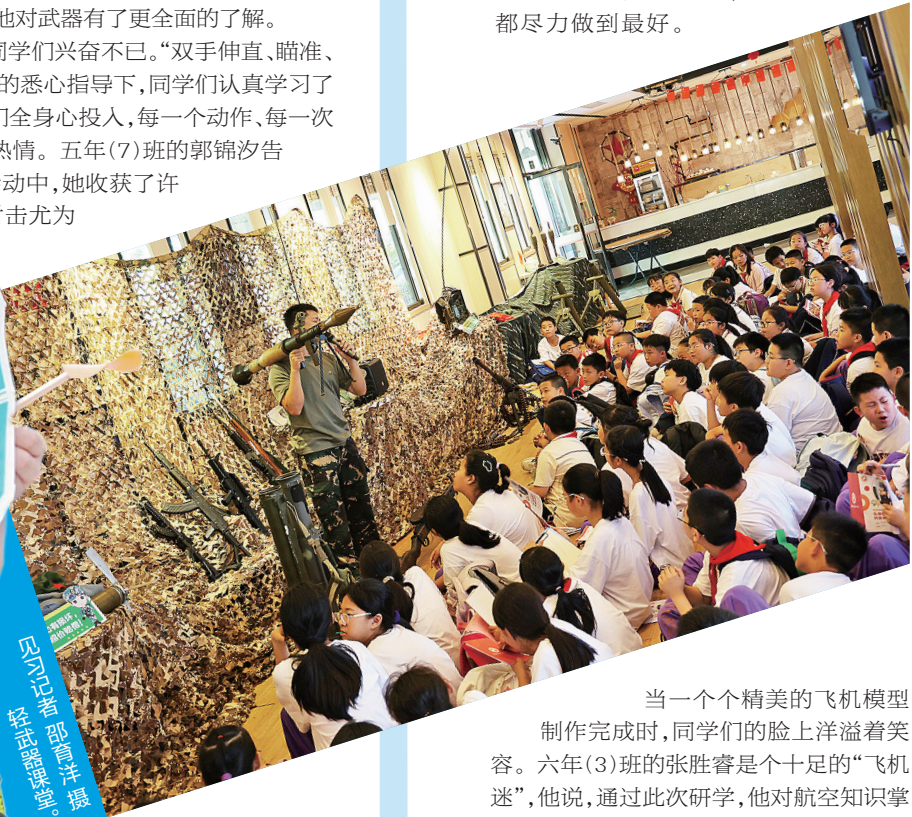 他对武器有了更全面的了解。
同学们兴奋不已。“双手伸直、瞄准、
的悉心指导下,同学们认真学习了
们全身心投入,每一个动作、每一次
热情。五年(7)班的郭锦汐告
动中,她收获了许
击尤为
轻武器课堂。
见习记者 邵育洋 摄
都尽力做到最好。
当一个个精美的飞机模型
制作完成时,同学们的脸上洋溢着笑
容。六年(3)班的张胜睿是个十足的“飞机
迷”,他说,通过此次研学,他对航空知识掌